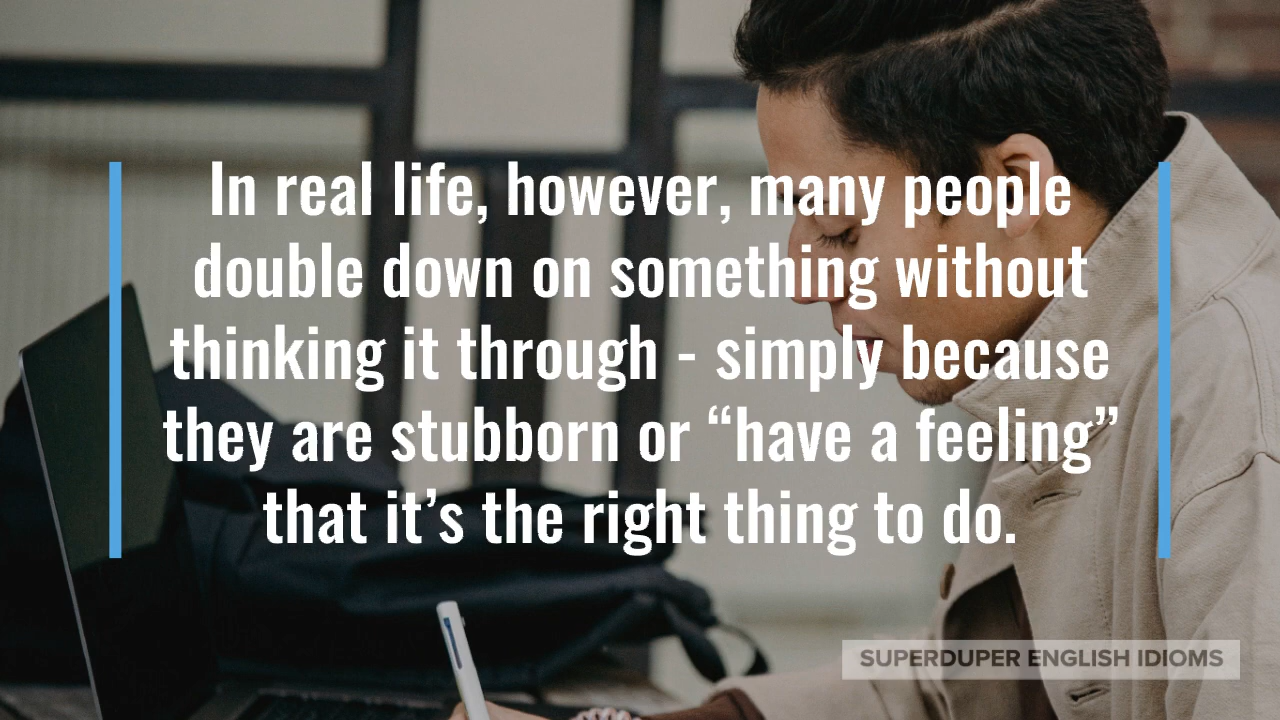 In real life, however, many people
double down on something without
thinking it through - simply because
they are stubborn or “have a feeling”
that it’s the right thing to do.
SUPERDUPER ENGLISH IDIOMS